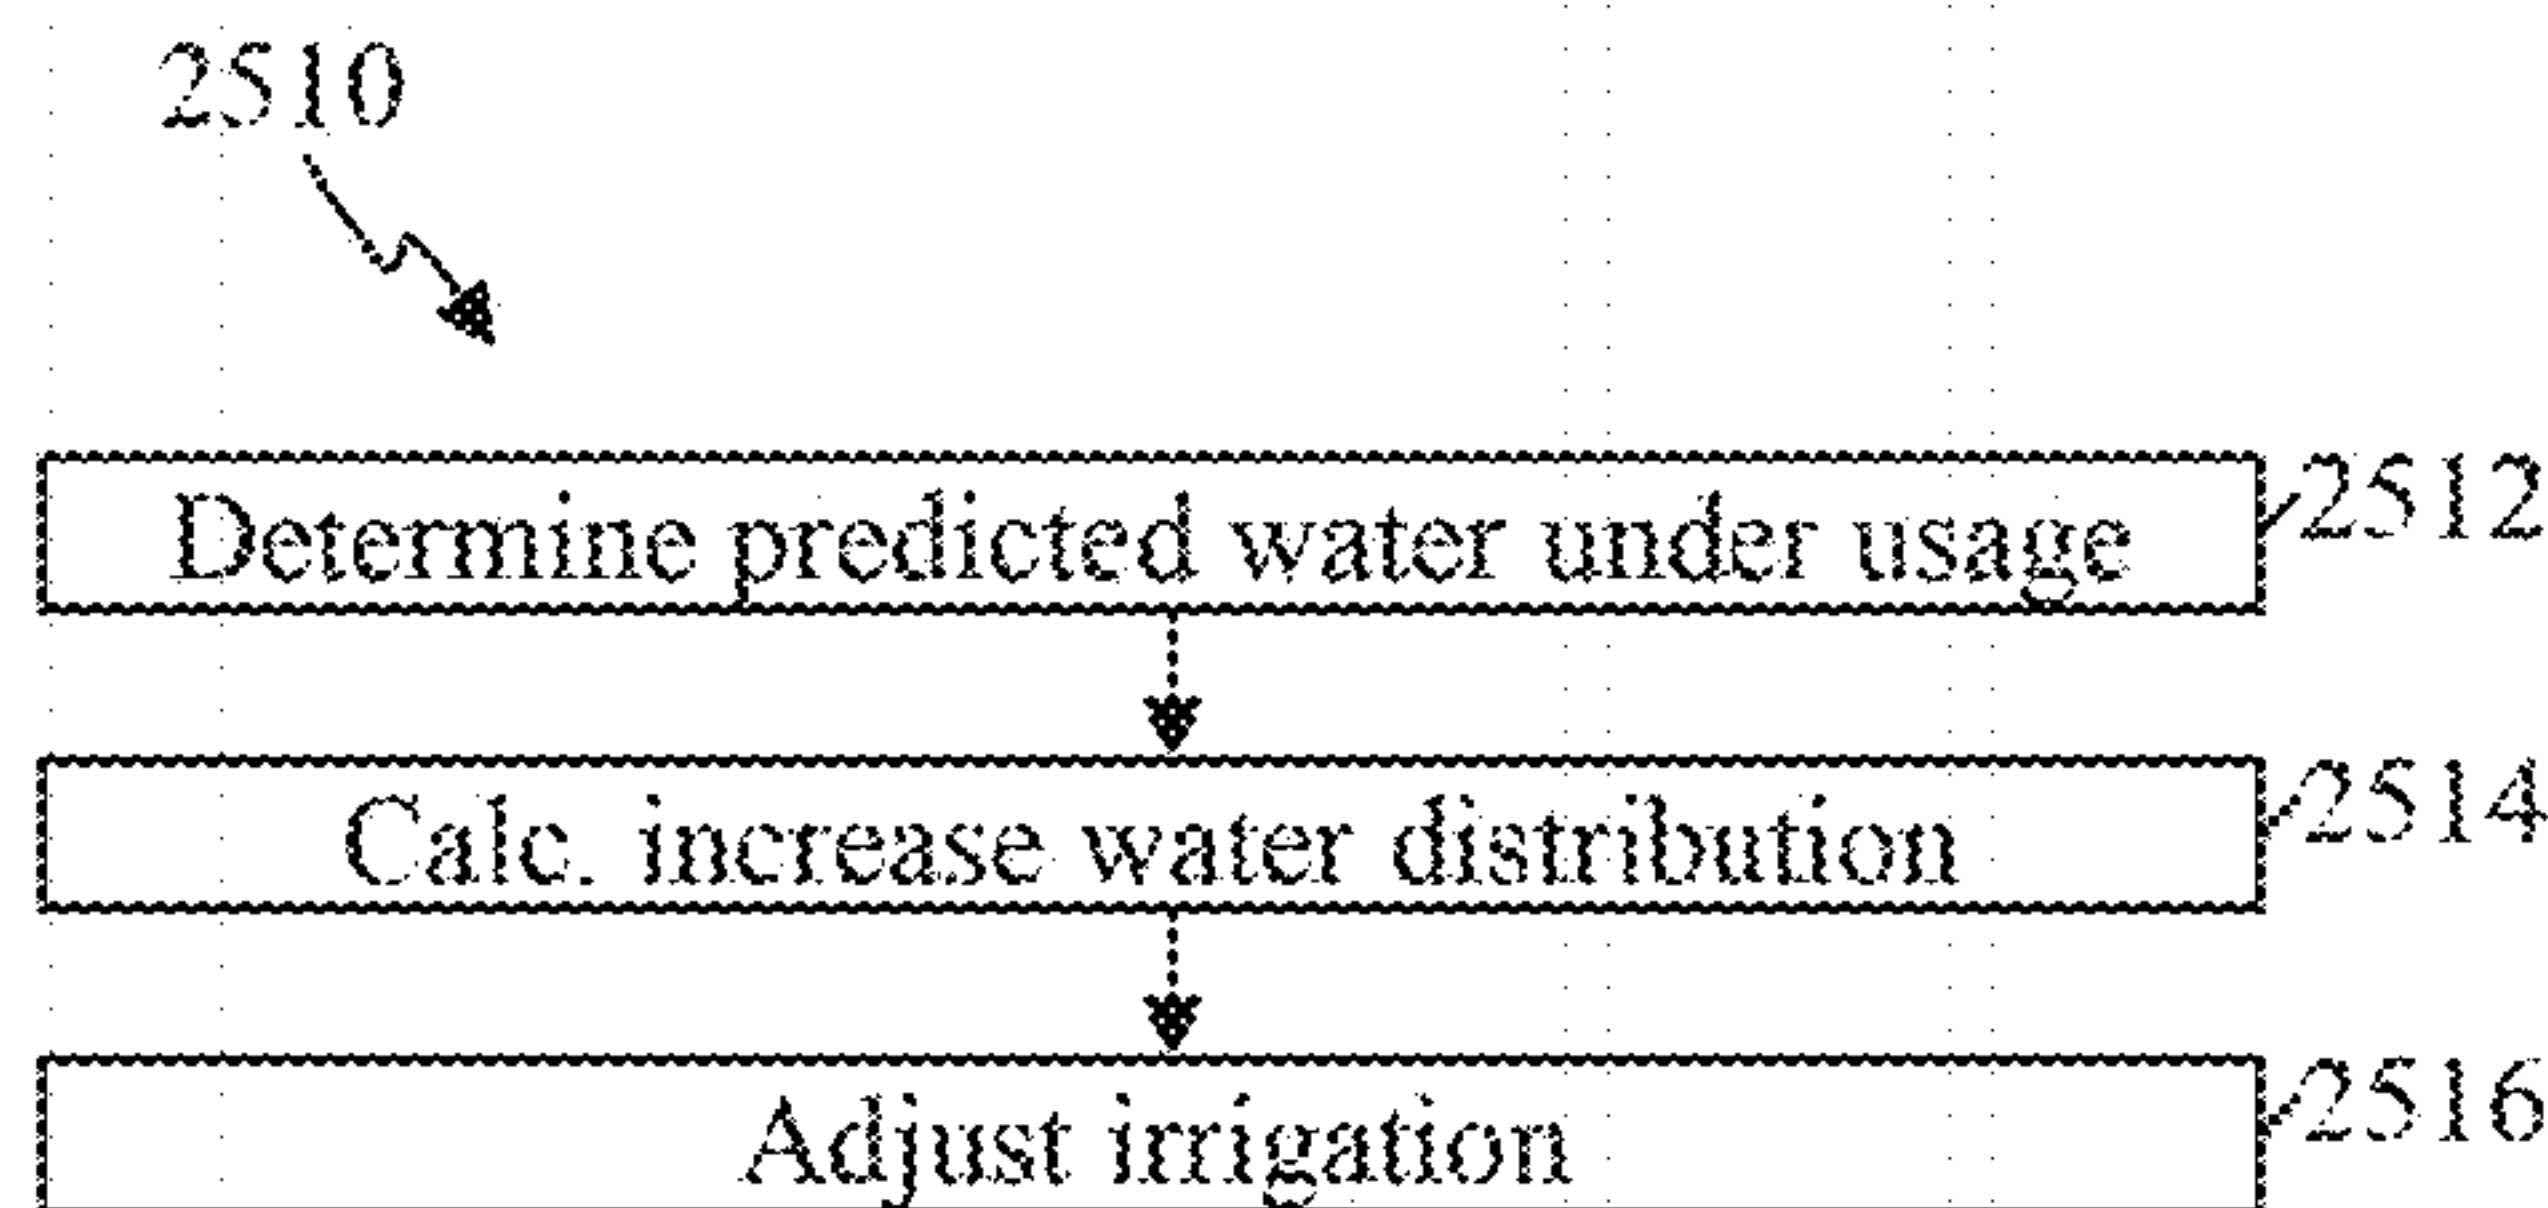 2510
Determine predicted water under usage 2512
Calc. increase water distribution 2514
Adjust irrigation 2516